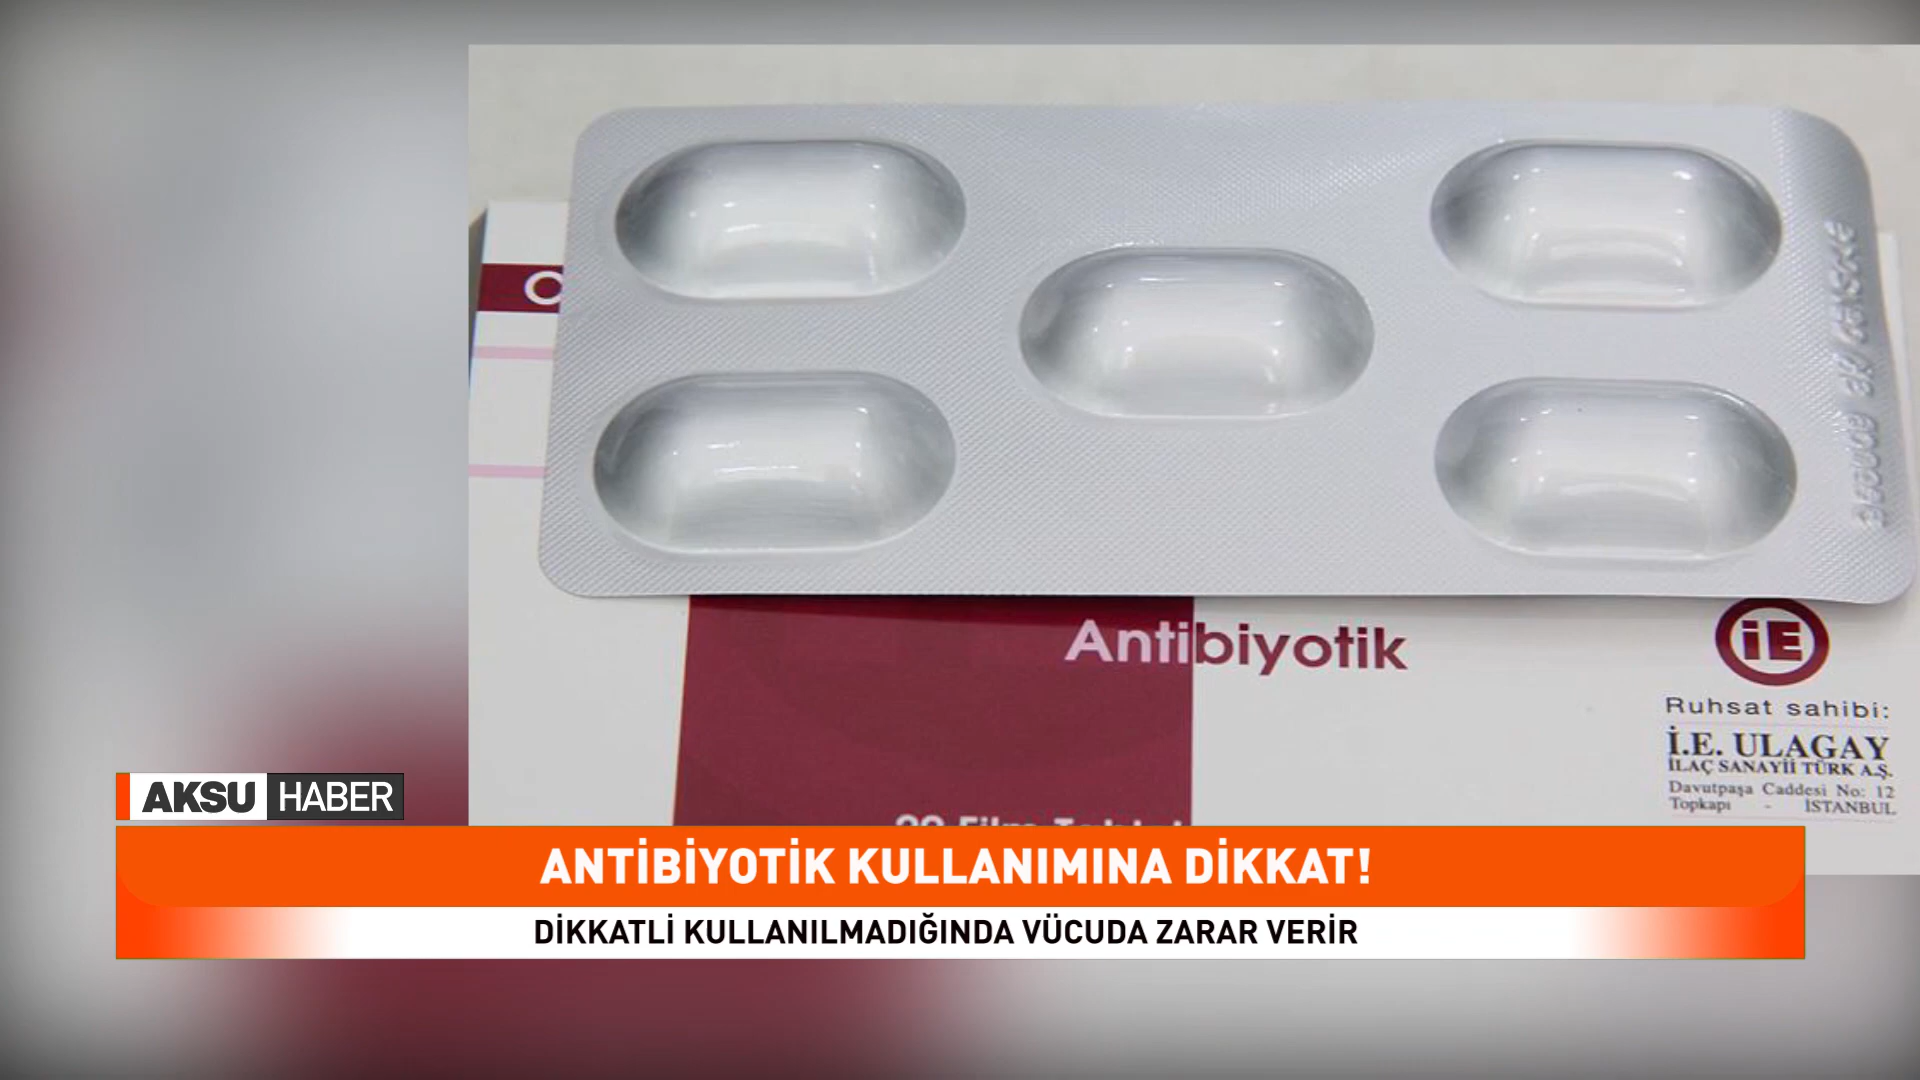 Antibiyotik
iE
Ruhsat sahibi:
İ.E. ULAGAY
İLAÇ SANAYİİ TÜRK A.Ş.
Davutpaşa Caddesi No: 12
Topkapı - İSTANBUL
AKSU HABER
ANTİBİYOTİK KULLANIMINA DİKKAT!
DİKKATLİ KULLANILMADIĞINDA VÜCUDA ZARAR VERİR